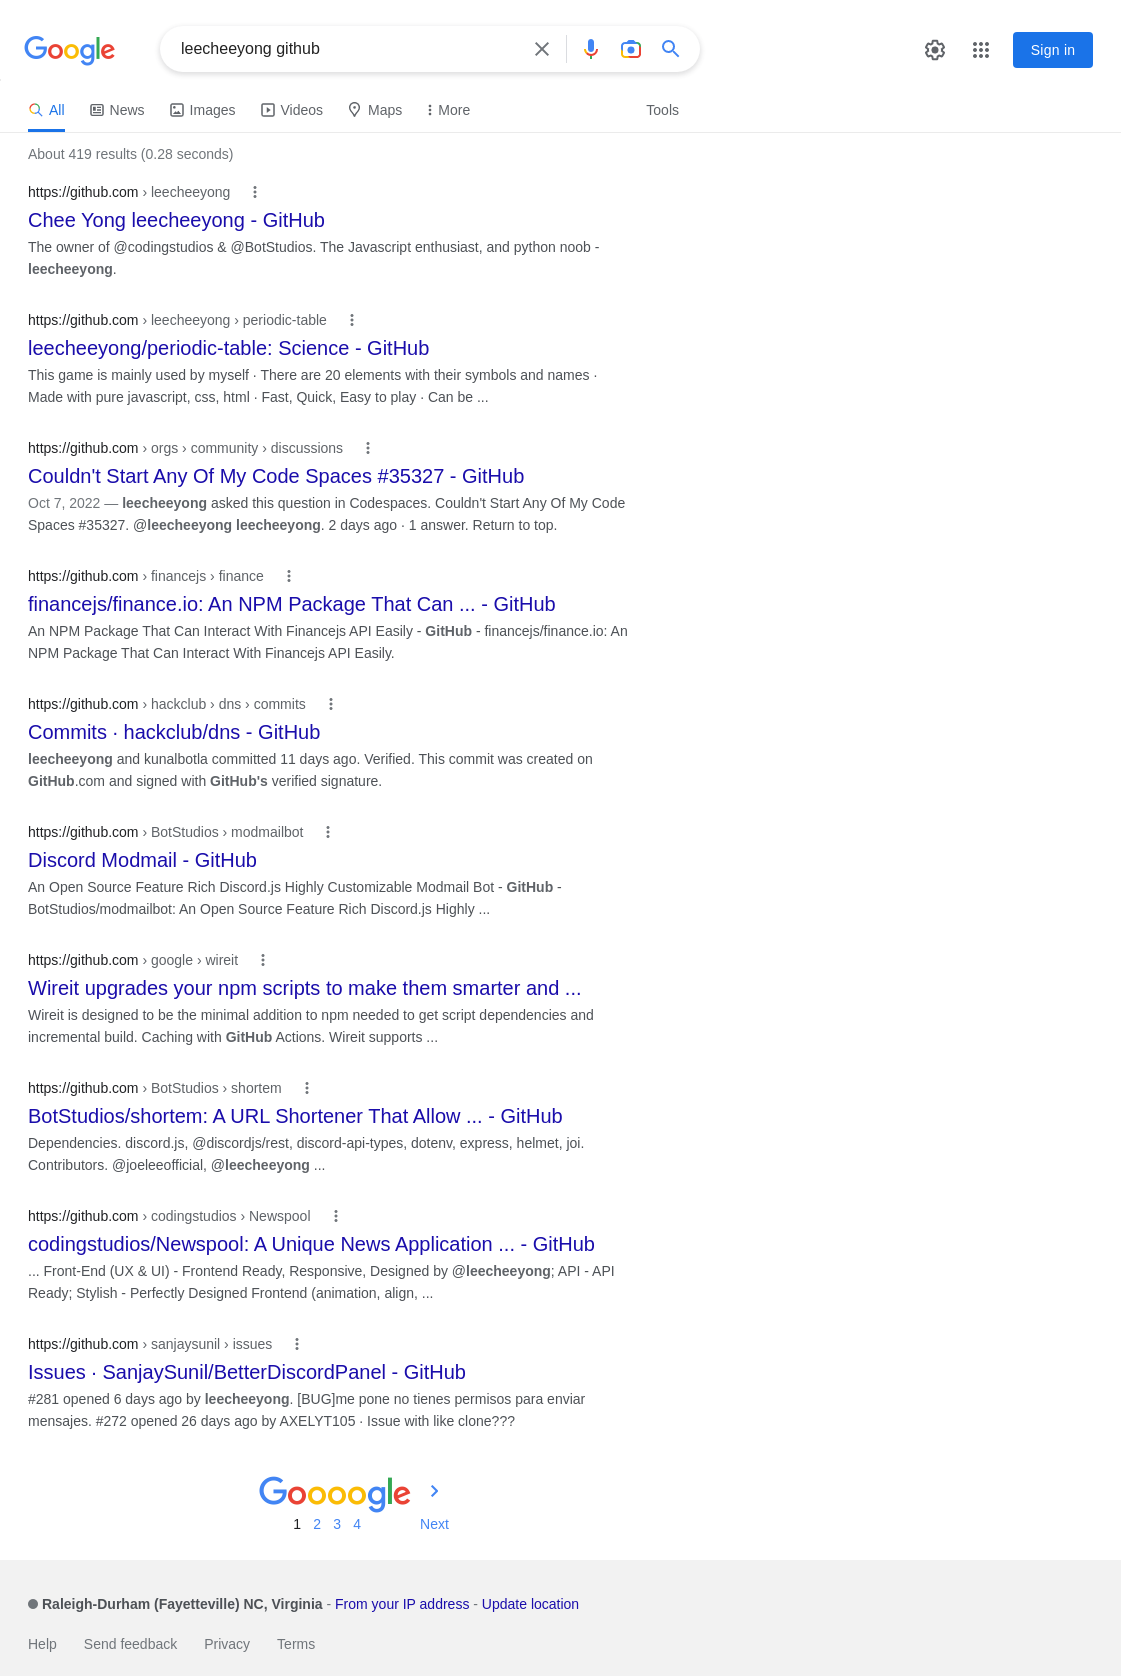 Google
leecheeyong github
Sign in
All News Images Videos Maps More Tools
About 419 results (0.28 seconds)
https://github.com › leecheeyong
Chee Yong leecheeyong - GitHub
The owner of @codingstudios & @BotStudios. The Javascript enthusiast, and python noob -
leecheeyong.
https://github.com › leecheeyong › periodic-table
leecheeyong/periodic-table: Science - GitHub
This game is mainly used by myself · There are 20 elements with their symbols and names ·
Made with pure javascript, css, html · Fast, Quick, Easy to play · Can be ...
https://github.com › orgs › community › discussions
Couldn't Start Any Of My Code Spaces #35327 - GitHub
Oct 7, 2022 — leecheeyong asked this question in Codespaces. Couldn't Start Any Of My Code
Spaces #35327. @leecheeyong leecheeyong. 2 days ago · 1 answer. Return to top.
https://github.com › financejs › finance
financejs/finance.io: An NPM Package That Can ... - GitHub
An NPM Package That Can Interact With Financejs API Easily - GitHub - financejs/finance.io: An
NPM Package That Can Interact With Financejs API Easily.
https://github.com › hackclub › dns › commits
Commits · hackclub/dns - GitHub
leecheeyong and kunalbotla committed 11 days ago. Verified. This commit was created on
GitHub.com and signed with GitHub's verified signature.
https://github.com › BotStudios › modmailbot
Discord Modmail - GitHub
An Open Source Feature Rich Discord.js Highly Customizable Modmail Bot - GitHub -
BotStudios/modmailbot: An Open Source Feature Rich Discord.js Highly ...
https://github.com › google › wireit
Wireit upgrades your npm scripts to make them smarter and ...
Wireit is designed to be the minimal addition to npm needed to get script dependencies and
incremental build. Caching with GitHub Actions. Wireit supports ...
https://github.com › BotStudios › shortem
BotStudios/shortem: A URL Shortener That Allow ... - GitHub
Dependencies. discord.js, @discordjs/rest, discord-api-types, dotenv, express, helmet, joi.
Contributors. @joeleeofficial, @leecheeyong ...
https://github.com › codingstudios › Newspool
codingstudios/Newspool: A Unique News Application ... - GitHub
... Front-End (UX & UI) - Frontend Ready, Responsive, Designed by @leecheeyong; API - API
Ready; Stylish - Perfectly Designed Frontend (animation, align, ...
https://github.com › sanjaysunil › issues
Issues · SanjaySunil/BetterDiscordPanel - GitHub
#281 opened 6 days ago by leecheeyong. [BUG]me pone no tienes permisos para enviar
mensajes. #272 opened 26 days ago by AXELYT105 · Issue with like clone???
Goooogle
1 2 3 4 Next
Raleigh-Durham (Fayetteville) NC, Virginia - From your IP address - Update location
Help Send feedback Privacy Terms